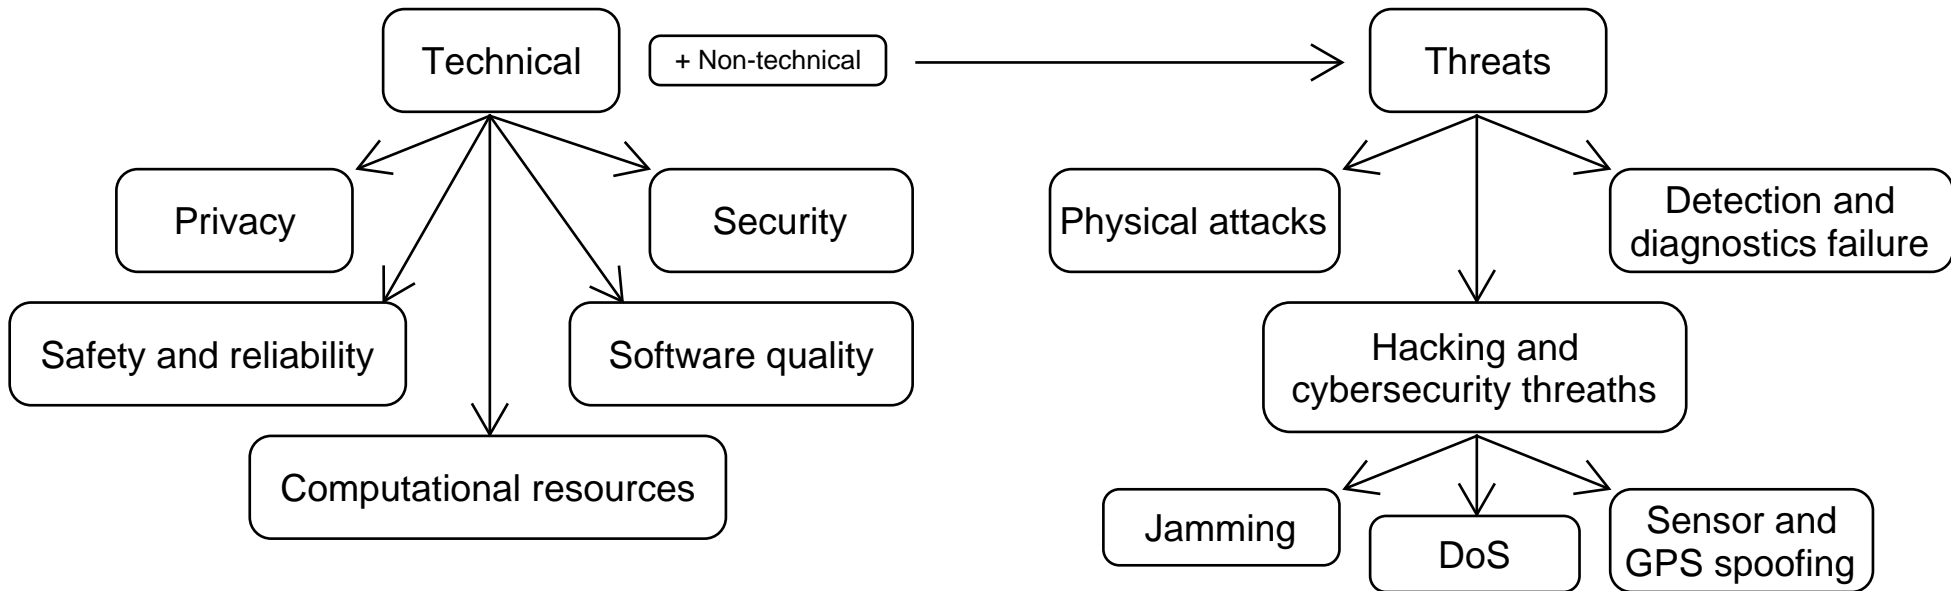 Technical
+ Non-technical
Threats
Privacy
Security
Physical attacks
Detection and
diagnostics failure
Safety and reliability
Software quality
Hacking and
cybersecurity threaths
Computational resources
Jamming
DoS
Sensor and
GPS spoofing